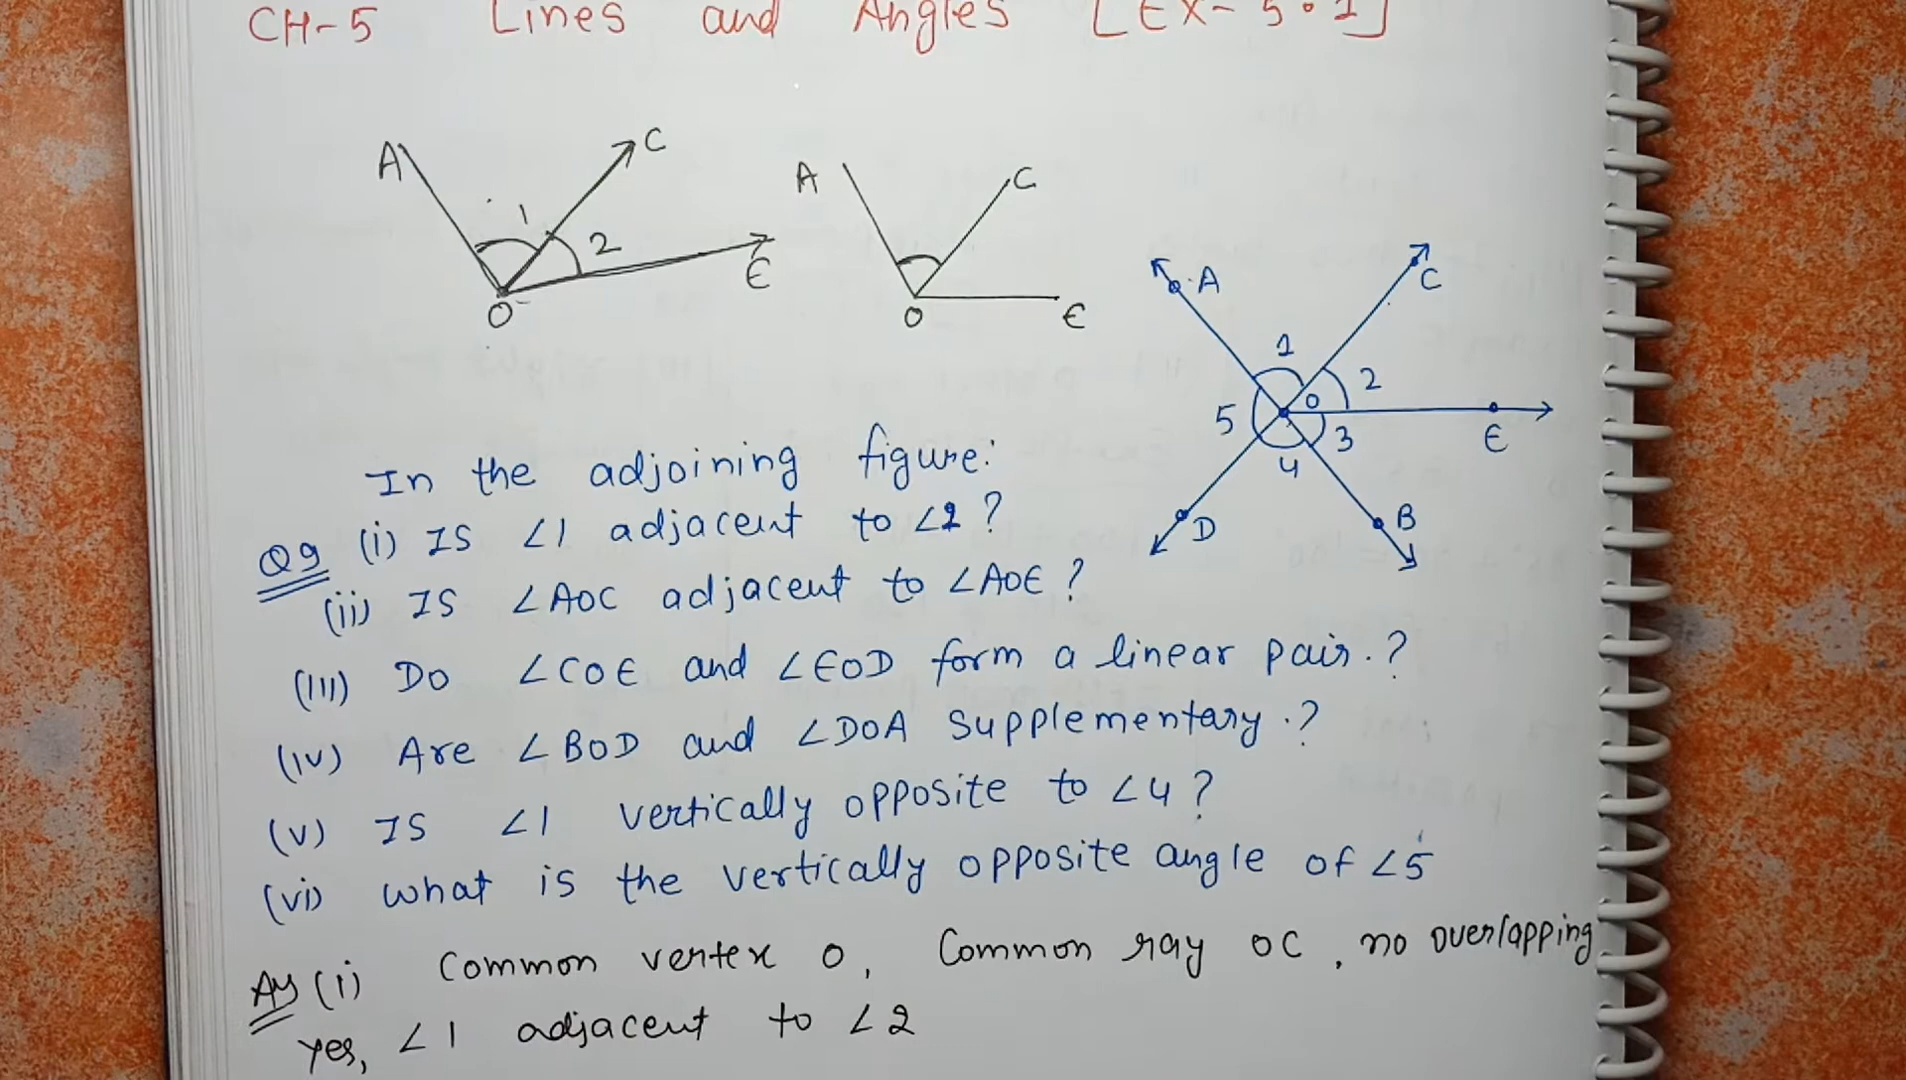 CH-5 Lines and Angles [EX-5.1]
A C
1
2
E
O
A C
O E
A C
1
2
O
5
3 E
4
D B
In the adjoining figure:
Q9 (i) IS ∠1 adjacent to ∠2?
(ii) IS ∠AOC adjacent to ∠AOE?
(III) Do ∠COE and ∠EOD form a linear pair.?
(IV) Are ∠BOD and ∠DOA supplementary.?
(V) IS ∠1 vertically opposite to ∠4?
(vi) what is the vertically opposite angle of ∠5
Ay (i) Common vertex O, Common ray OC, no overlapping
yes, ∠1 adjacent to ∠2